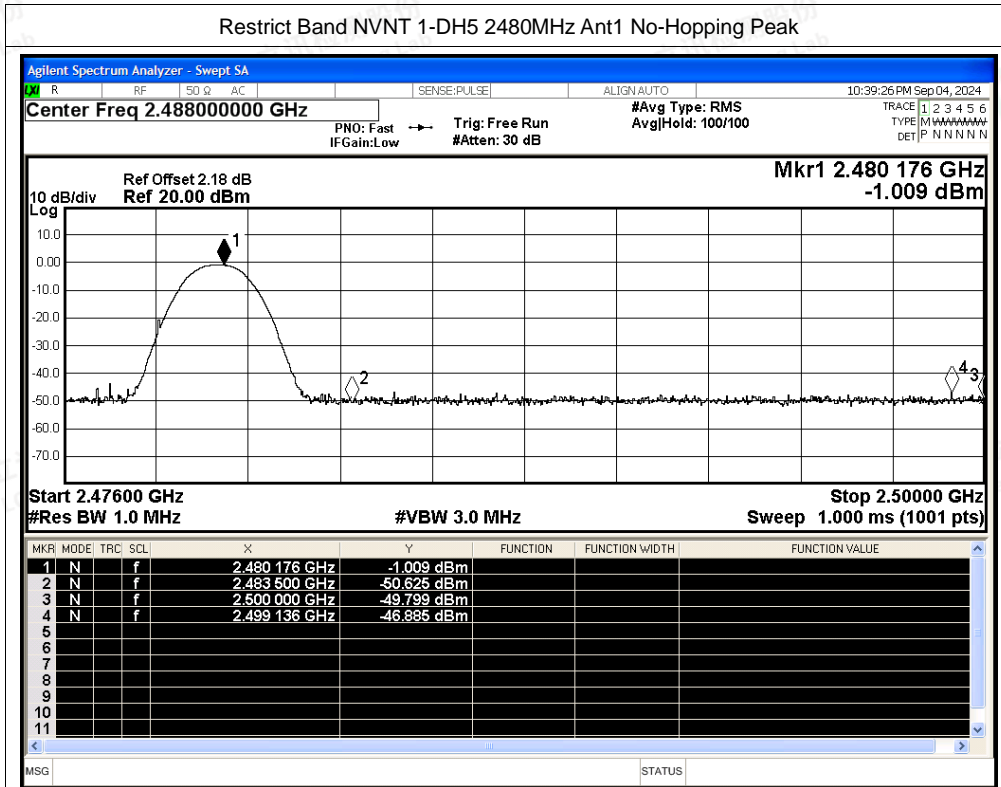 Restrict Band NVNT 1-DH5 2480MHz Ant1 No-Hopping Peak
Agilent Spectrum Analyzer - Swept SA
LXI R RF 50 Ω AC SENSE:PULSE ALIGN AUTO 10:39:26 PM Sep 04, 2024
Center Freq 2.488000000 GHz
#Avg Type: RMS
TRACE 1 2 3 4 5 6
PNO: Fast Trig: Free Run Avg|Hold: 100/100
TYPE M WWWWW
IFGain:Low #Atten: 30 dB
DET P N N N N N
Mkr1 2.480 176 GHz
-1.009 dBm
Ref Offset 2.18 dB
10 dB/div Ref 20.00 dBm
Log
10.0
0.00
-10.0
-20.0
-30.0
-40.0
-50.0
-60.0
-70.0
1
2
4
3
Start 2.47600 GHz Stop 2.50000 GHz
#Res BW 1.0 MHz #VBW 3.0 MHz Sweep 1.000 ms (1001 pts)
MKR MODE TRC SCL X Y FUNCTION FUNCTION WIDTH FUNCTION VALUE
1 N f 2.480 176 GHz -1.009 dBm
2 N f 2.483 500 GHz -50.625 dBm
3 N f 2.500 000 GHz -49.799 dBm
4 N f 2.499 136 GHz -46.885 dBm
5
6
7
8
9
10
11
MSG STATUS